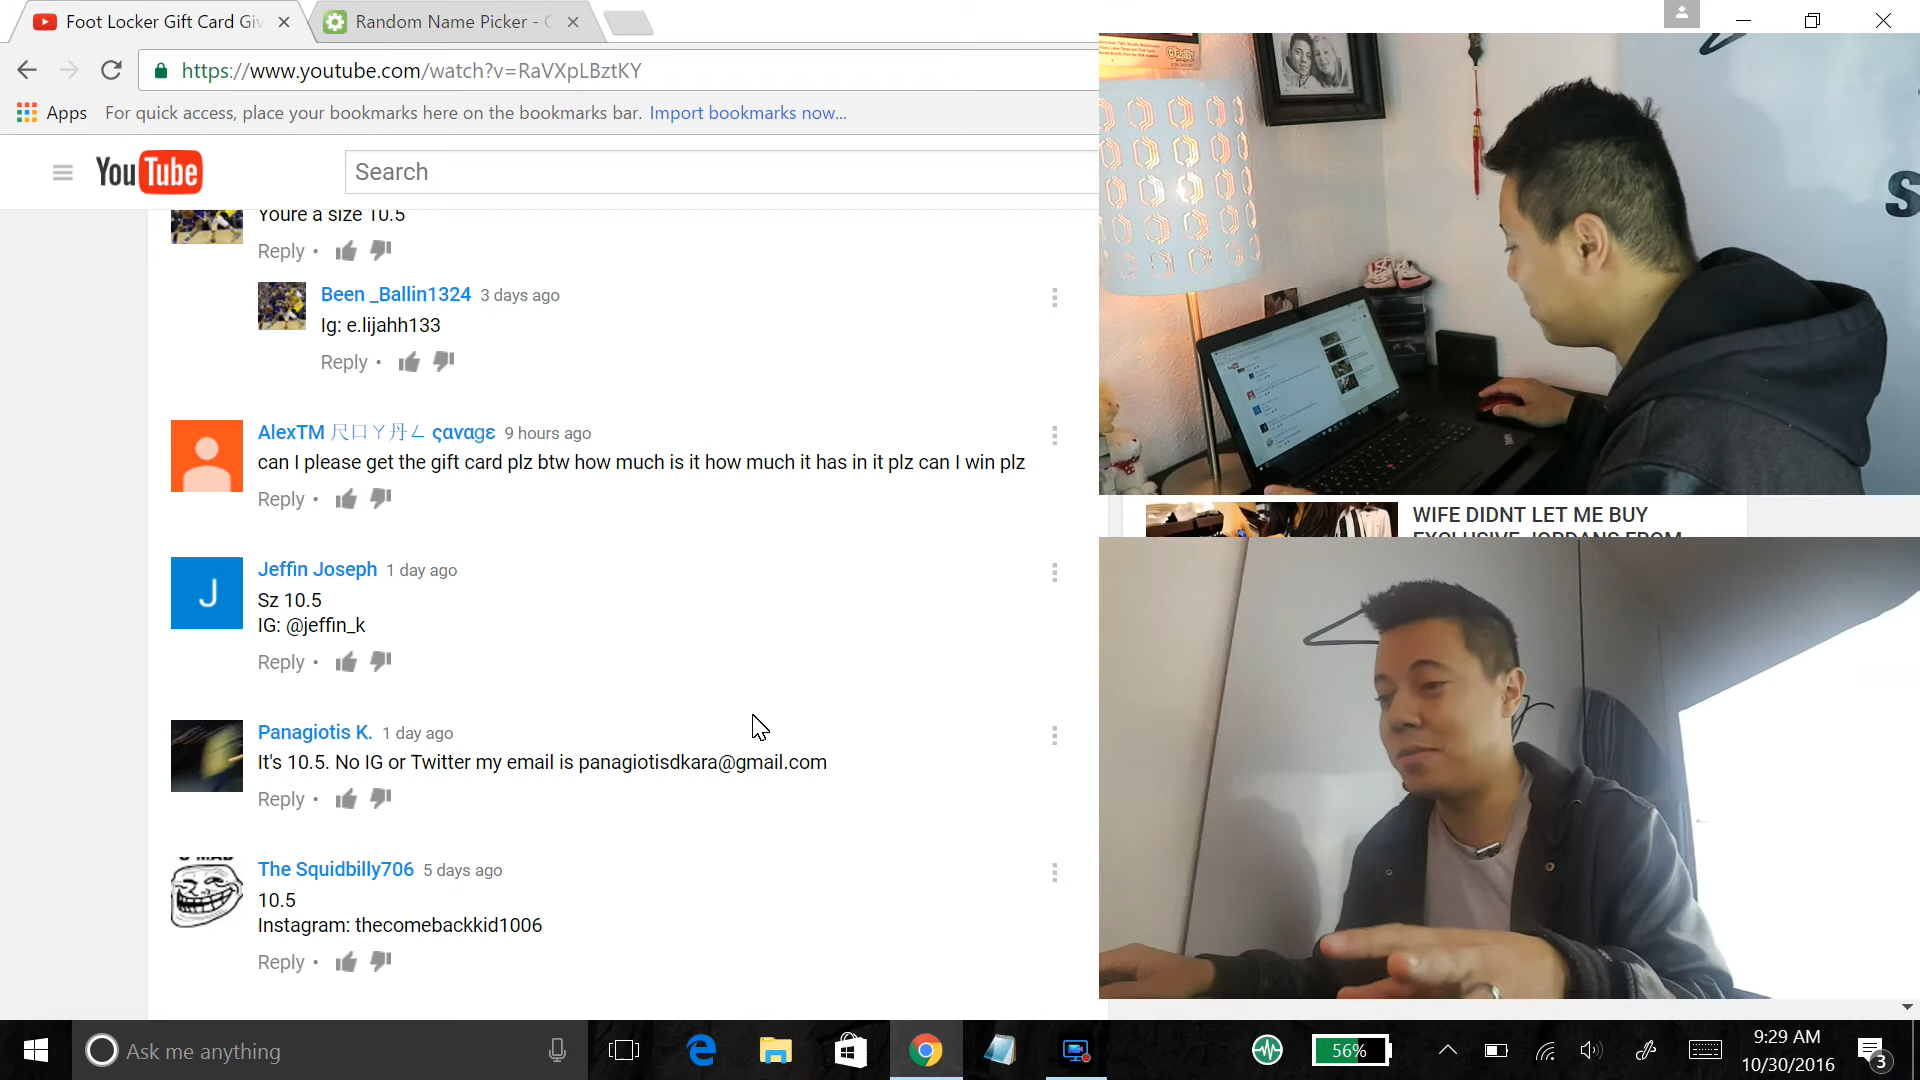 Foot Locker Gift Card Giv
Random Name Picker - C
https://www.youtube.com/watch?v=RaVXpLBztKY
Apps For quick access, place your bookmarks here on the bookmarks bar. Import bookmarks now...
YouTube
Search
Youre a size 10.5
Reply •
Been _Ballin1324 3 days ago
Ig: e.lijahh133
Reply •
AlexTM 尺口丫丹ㄥ ςαναgε 9 hours ago
can I please get the gift card plz btw how much is it how much it has in it plz can I win plz
Reply •
Jeffin Joseph 1 day ago
Sz 10.5
IG: @jeffin_k
Reply •
Panagiotis K. 1 day ago
It's 10.5. No IG or Twitter my email is panagiotisdkara@gmail.com
Reply •
The Squidbilly706 5 days ago
10.5
Instagram: thecomebackkid1006
Reply •
WIFE DIDNT LET ME BUY
EXCLUSIVE JORDANS FROM
Ask me anything
56%
9:29 AM
10/30/2016
3